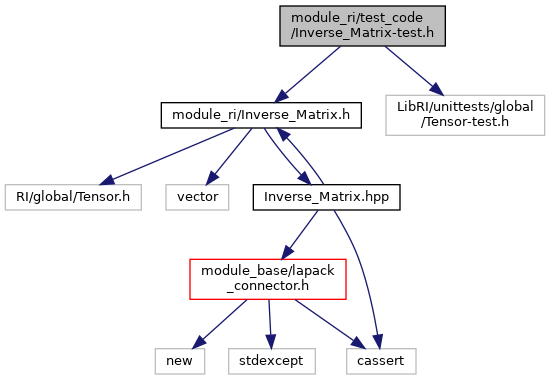 module_ri/test_code
/Inverse_Matrix-test.h
module_ri/Inverse_Matrix.h
LibRI/unittests/global
/Tensor-test.h
RI/global/Tensor.h
vector
Inverse_Matrix.hpp
module_base/lapack
_connector.h
new
stdexcept
cassert